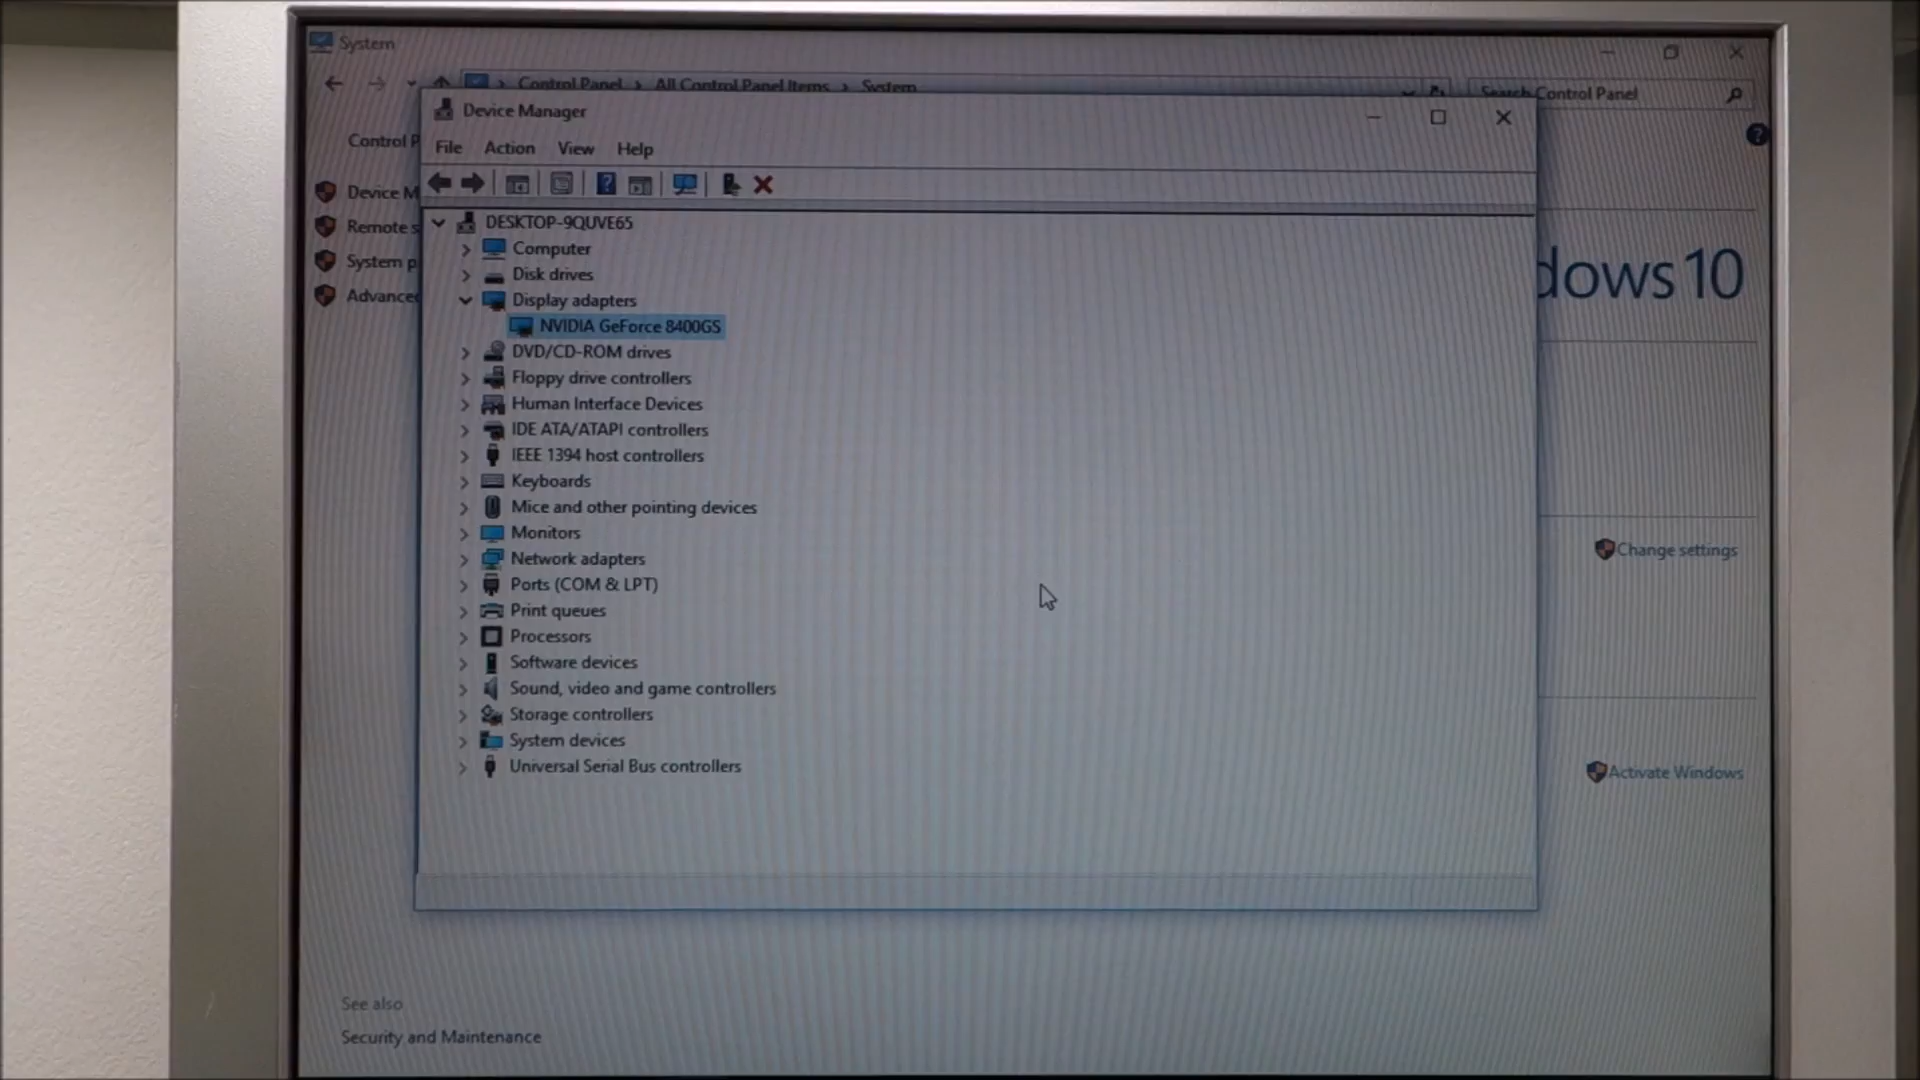 System
Control Panel > All Control Panel Items > System
Search Control Panel
Device Manager
Control P
File Action View Help
Device M
Remote s
System p
Advanced
DESKTOP-9QUVE65
Computer
Disk drives
Display adapters
NVIDIA GeForce 8400GS
DVD/CD-ROM drives
Floppy drive controllers
Human Interface Devices
IDE ATA/ATAPI controllers
IEEE 1394 host controllers
Keyboards
Mice and other pointing devices
Monitors
Network adapters
Ports (COM & LPT)
Print queues
Processors
Software devices
Sound, video and game controllers
Storage controllers
System devices
Universal Serial Bus controllers
dows 10
Change settings
Activate Windows
See also
Security and Maintenance